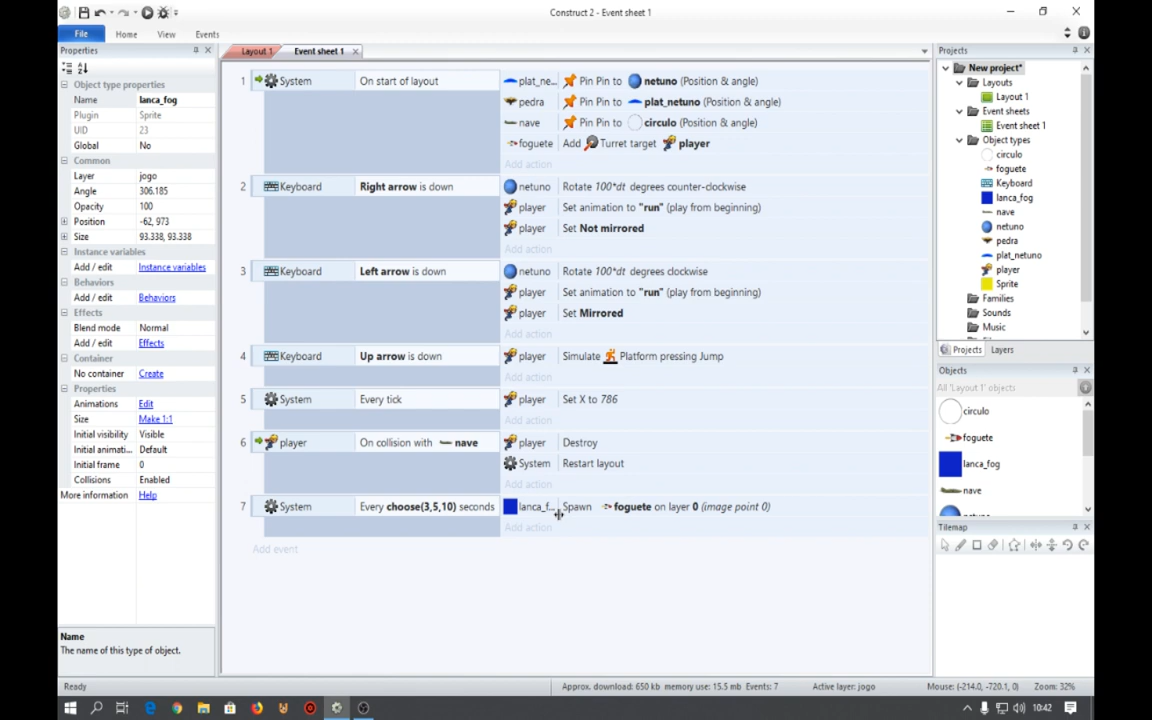 Construct 2 - Event sheet 1
File Home View Events
Properties
Object type properties
Name lanca_fog
Plugin Sprite
UID 23
Global No
Common
Layer jogo
Angle 306.185
Opacity 100
Position -62, 973
Size 93.338, 93.338
Instance variables
Add / edit Instance variables
Behaviors
Add / edit Behaviors
Effects
Blend mode Normal
Add / edit Effects
Container
No container Create
Properties
Animations Edit
Size Make 1:1
Initial visibility Visible
Initial animati... Default
Initial frame 0
Collisions Enabled
More information Help
Name
The name of this type of object.
Layout 1 Event sheet 1
1 System On start of layout plat_ne... Pin Pin to netuno (Position & angle)
pedra Pin Pin to plat_netuno (Position & angle)
nave Pin Pin to circulo (Position & angle)
foguete Add Turret target player
Add action
2 Keyboard Right arrow is down netuno Rotate 100*dt degrees counter-clockwise
player Set animation to "run" (play from beginning)
player Set Not mirrored
Add action
3 Keyboard Left arrow is down netuno Rotate 100*dt degrees clockwise
player Set animation to "run" (play from beginning)
player Set Mirrored
Add action
4 Keyboard Up arrow is down player Simulate Platform pressing Jump
Add action
5 System Every tick player Set X to 786
Add action
6 player On collision with nave player Destroy
System Restart layout
Add action
7 System Every choose(3,5,10) seconds lanca_f... Spawn foguete on layer 0 (image point 0)
Add action
Add event
Projects
New project*
Layouts
Layout 1
Event sheets
Event sheet 1
Object types
circulo
foguete
Keyboard
lanca_fog
nave
netuno
pedra
plat_netuno
player
Sprite
Families
Sounds
Music
Projects Layers
Objects
All 'Layout 1' objects
circulo
foguete
lanca_fog
nave
netuno
Tilemap
Ready Approx. download: 650 kb memory use: 15.5 mb Events: 7 Active layer: jogo Mouse: (-214.0, -720.1, 0) Zoom: 32%
10:42